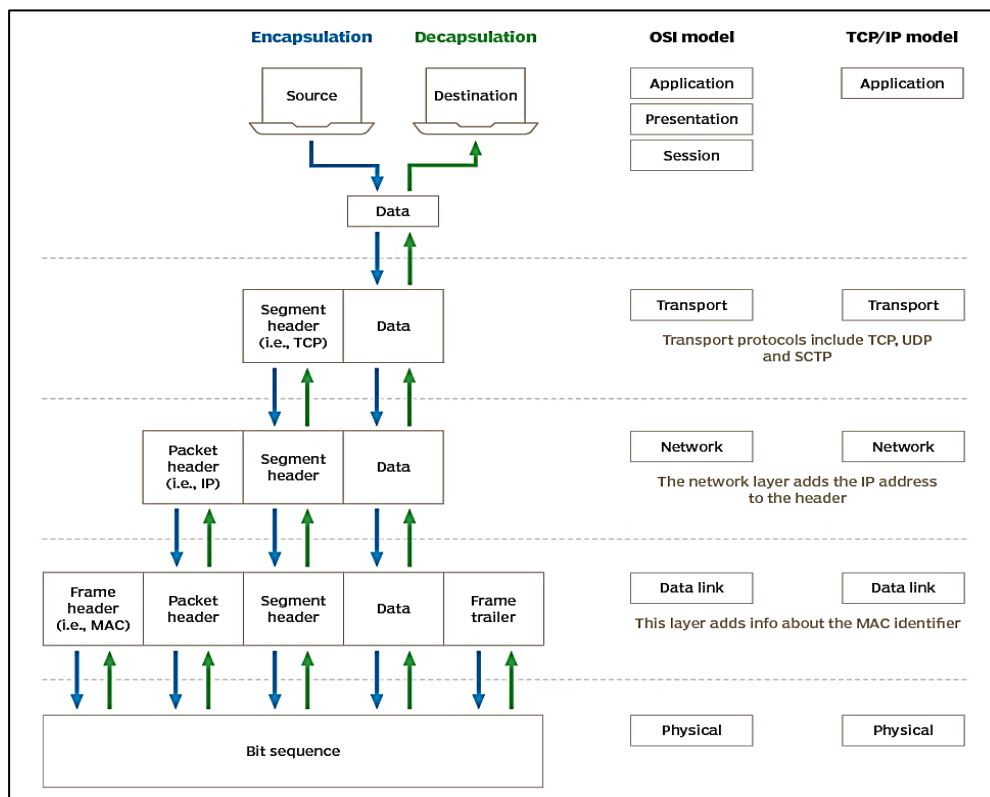 Encapsulation Decapsulation OSI model TCP/IP model
Source Destination Application Application
Presentation
Session
Data
Segment
header
(i.e., TCP)
Data
Transport Transport
Transport protocols include TCP, UDP
and SCTP
Packet
header
(i.e., IP)
Segment
header
Data
Network Network
The network layer adds the IP address
to the header
Frame
header
(i.e., MAC)
Packet
header
Segment
header
Data
Frame
trailer
Data link Data link
This layer adds info about the MAC identifier
Bit sequence
Physical Physical